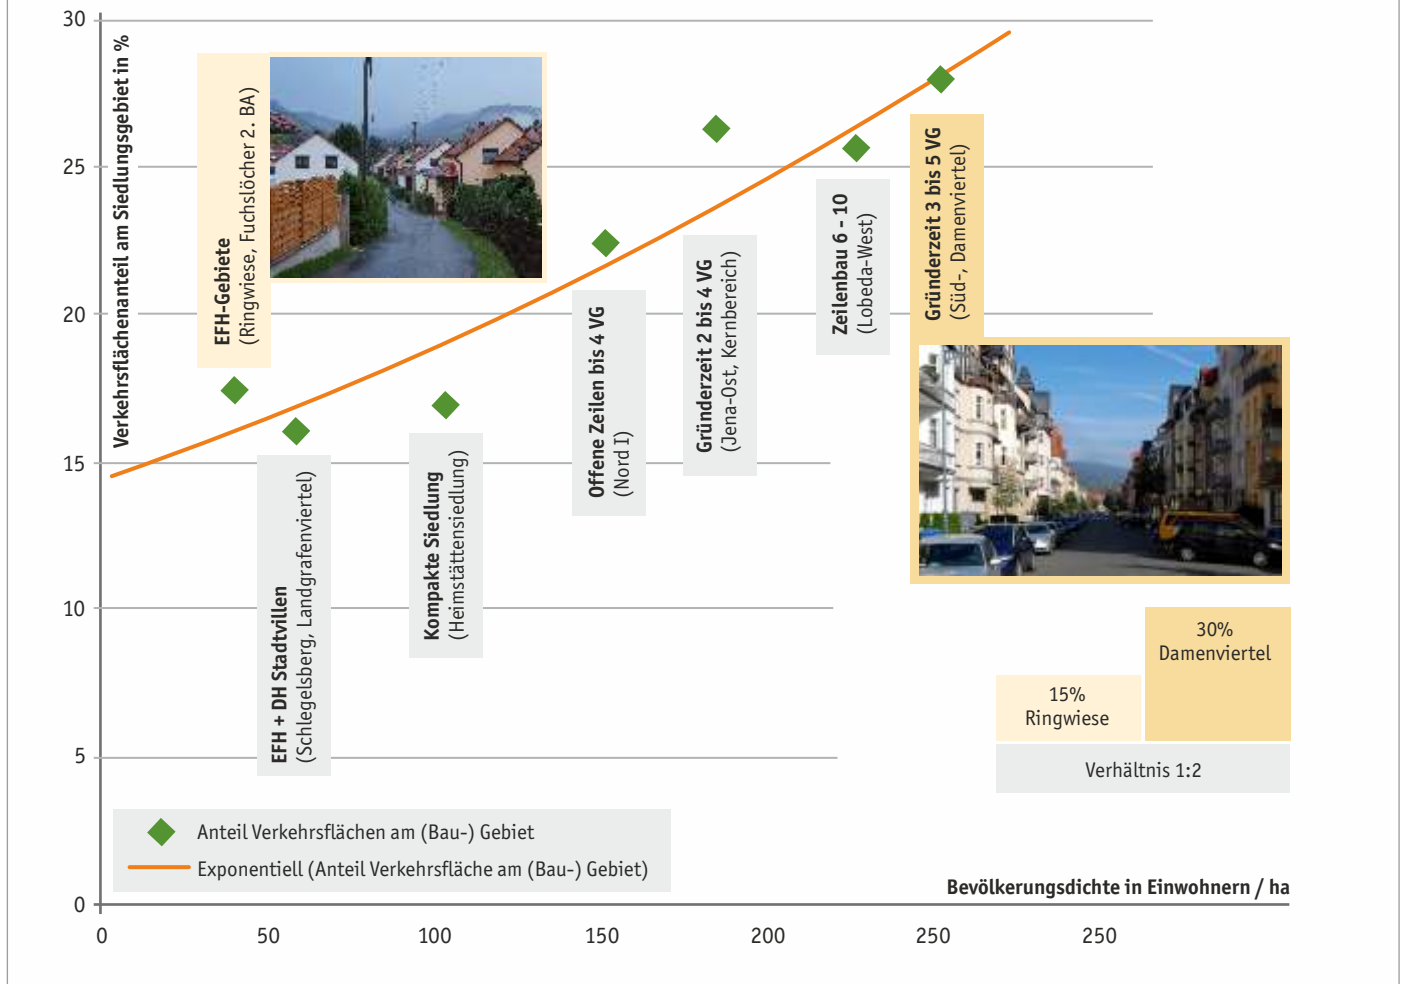 30
25
20
15
10
5
0
Verkehrsflächenanteil am Siedlungsgebiet in %
EFH-Gebiete
(Ringwiese, Fuchslöcher 2. BA)
EFH + DH Stadtvillen
(Schlegelsberg, Landgrafenviertel)
Kompakte Siedlung
(Heimstättensiedlung)
Offene Zeilen bis 4 VG
(Nord I)
Gründerzeit 2 bis 4 VG
(Jena-Ost, Kernbereich)
Zeilenbau 6 - 10
(Lobeda-West)
Gründerzeit 3 bis 5 VG
(Süd-, Damenviertel)
30%
Damenviertel
15%
Ringwiese
Verhältnis 1:2
Anteil Verkehrsflächen am (Bau-) Gebiet
Exponentiell (Anteil Verkehrsfläche am (Bau-) Gebiet)
Bevölkerungsdichte in Einwohnern / ha
0 50 100 150 200 250 250